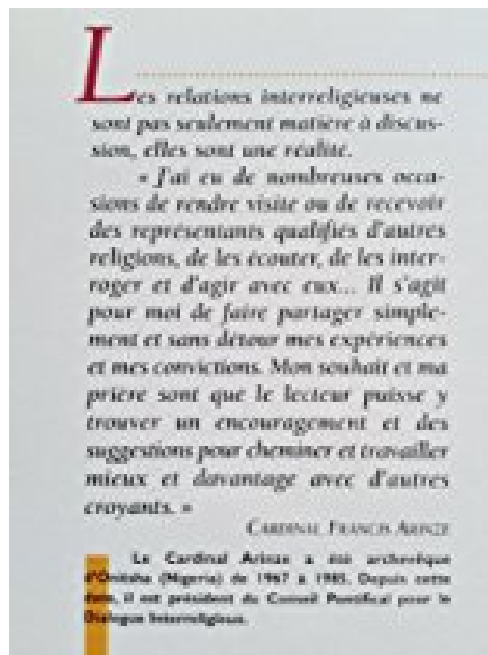 Les relations interreligieuses ne
sont pas seulement matière à discus-
sion, elles sont une réalité.
« J'ai eu de nombreuses occa-
sions de rendre visite ou de recevoir
des représentants qualifiés d'autres
religions, de les écouter, de les inter-
roger et d'agir avec eux... Il s'agit
pour moi de faire partager simple-
ment et sans détour mes expériences
et mes convictions. Mon souhait et ma
prière sont que le lecteur puisse y
trouver un encouragement et des
suggestions pour cheminer et travailler
mieux et davantage avec d'autres
croyants. »
CARDINAL FRANCIS ARINZE
Le Cardinal Arinze a été archevêque
d'Onitsha (Nigeria) de 1967 à 1985. Depuis cette
date, il est président du Conseil Pontifical pour le
Dialogue Interreligieux.